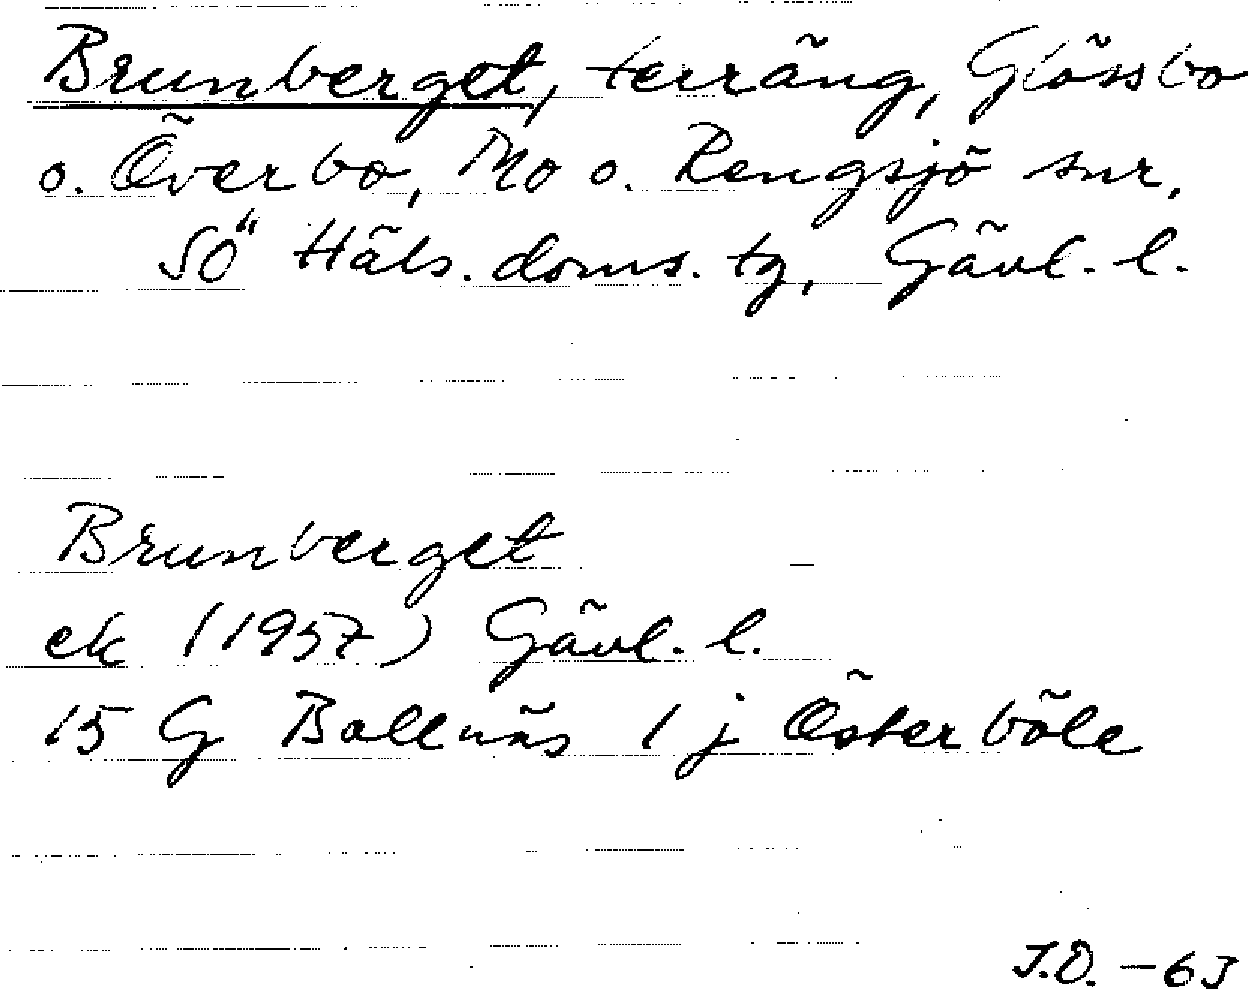 Brunberget, terräng, Glössbo
o. Överbo, Mo o. Rengsjö snr,
SÖ Häls. doms. tg, Gävl. l.
Brunberget
ek (1957) Gävl. l.
15 G Bollnäs 1 j Österböle
J.O. -63